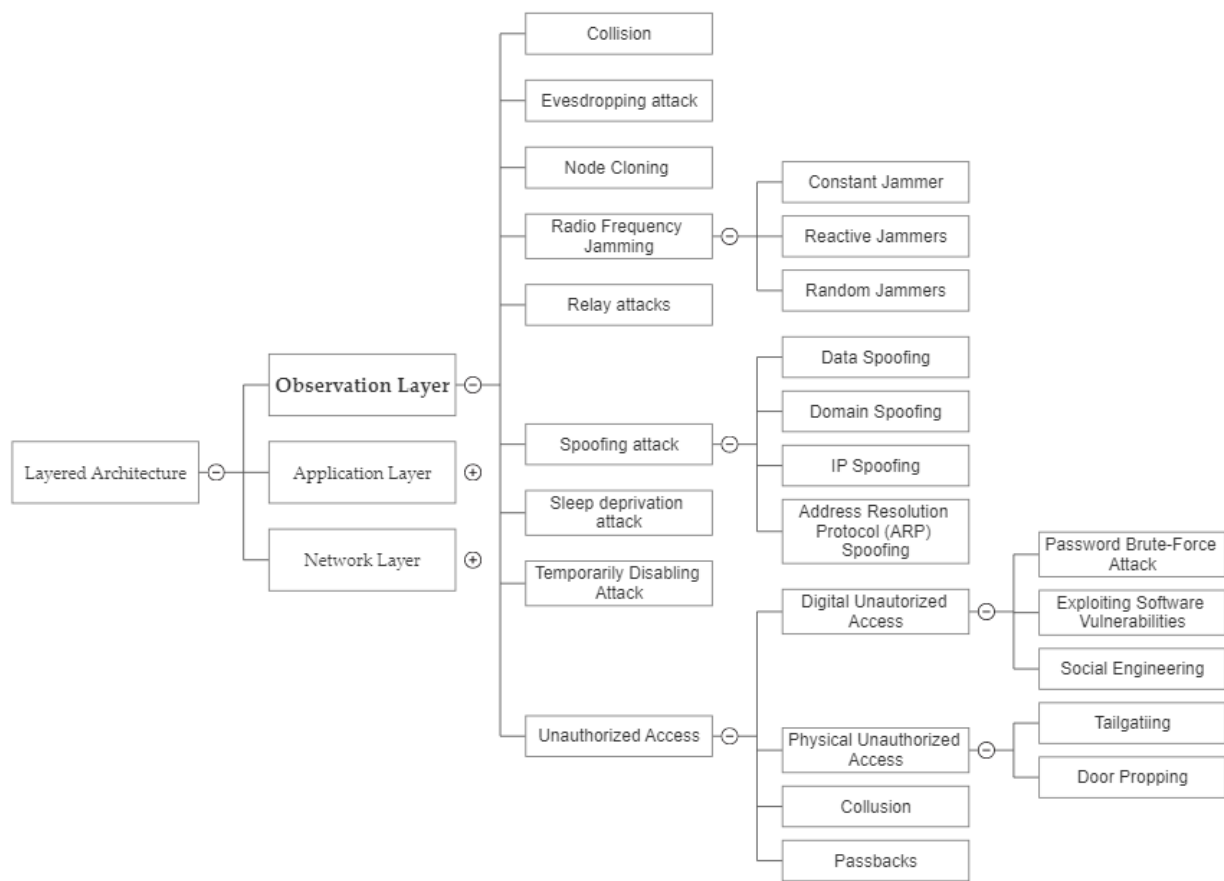 Layered Architecture
Observation Layer
Application Layer
Network Layer
Collision
Evesdropping attack
Node Cloning
Radio Frequency
Jamming
Constant Jammer
Reactive Jammers
Random Jammers
Relay attacks
Spoofing attack
Data Spoofing
Domain Spoofing
IP Spoofing
Address Resolution
Protocol (ARP)
Spoofing
Sleep deprivation
attack
Temporarily Disabling
Attack
Unauthorized Access
Digital Unautorized
Access
Password Brute-Force
Attack
Exploiting Software
Vulnerabilities
Social Engineering
Physical Unauthorized
Access
Tailgatiing
Door Propping
Collusion
Passbacks